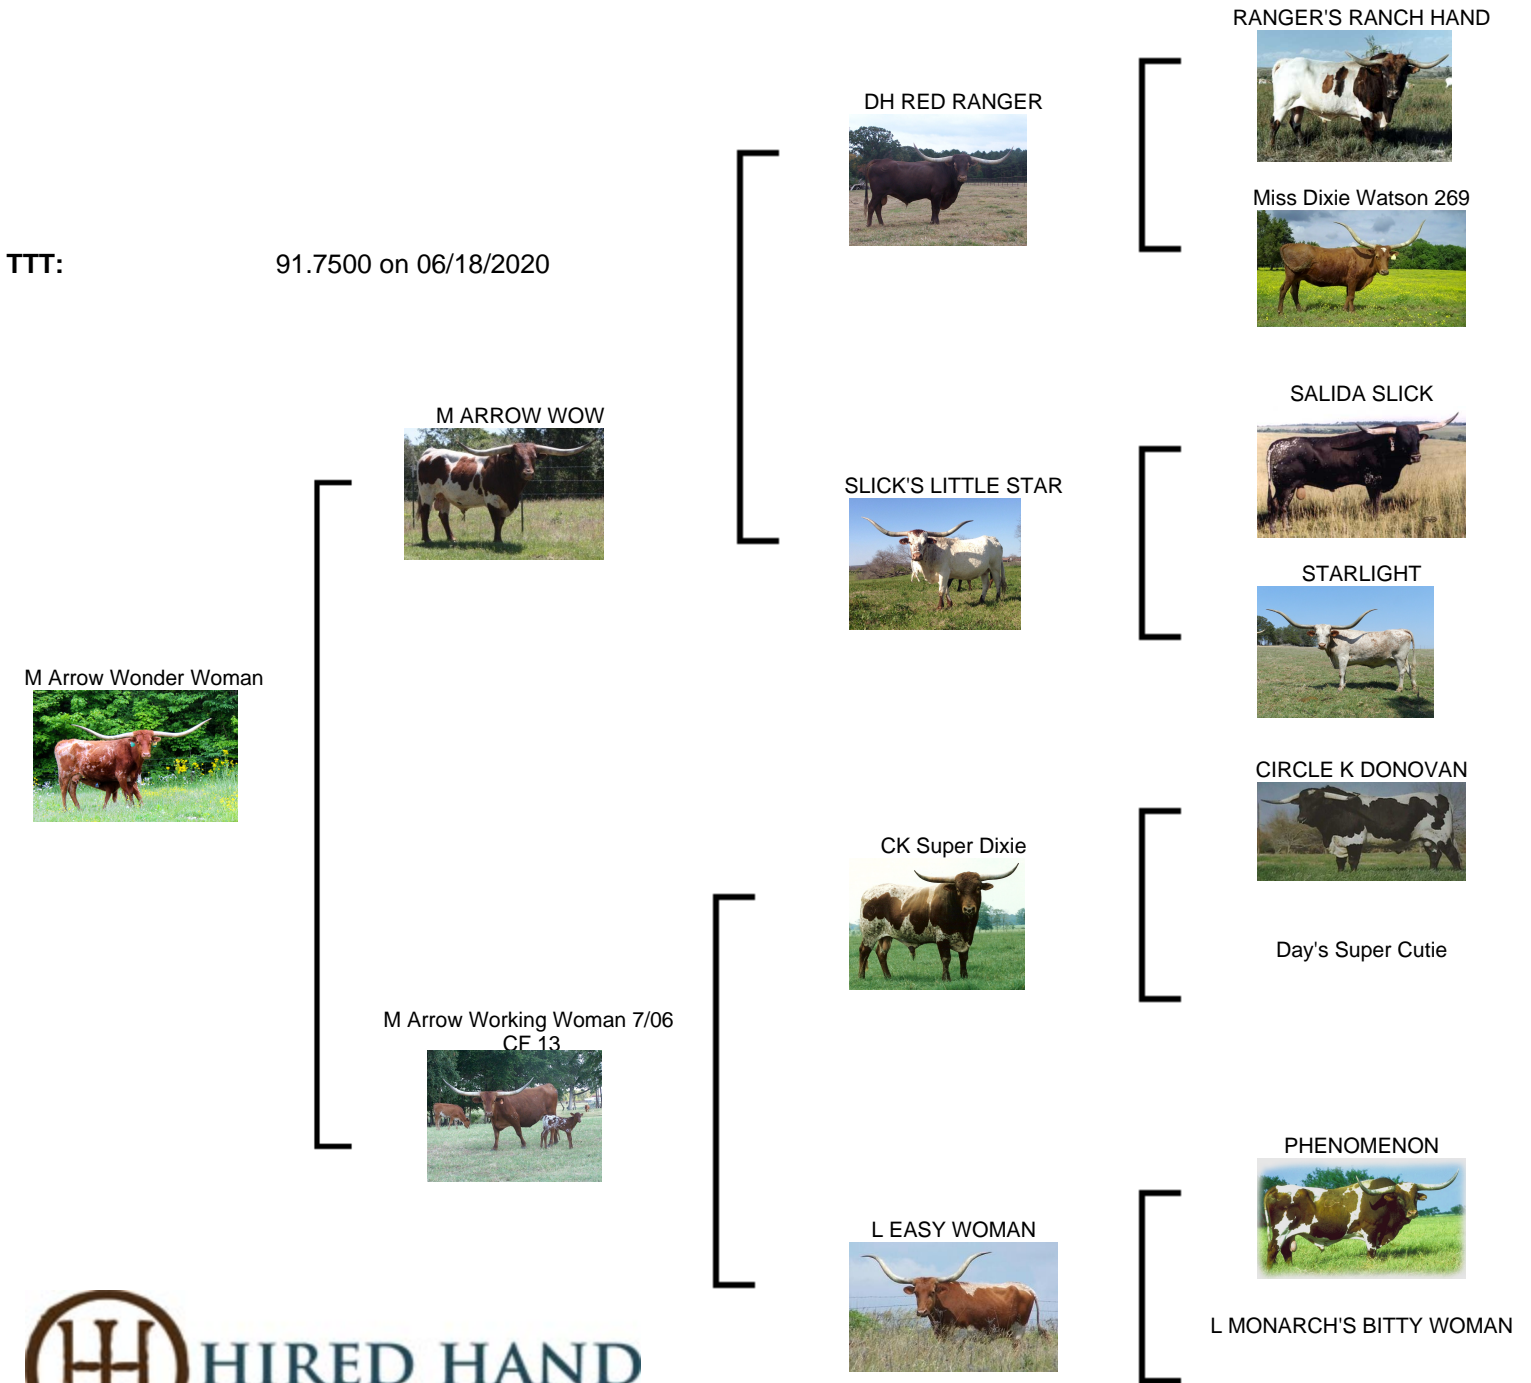 RANGER'S RANCH HAND
DH RED RANGER
Miss Dixie Watson 269
TTT: 91.7500 on 06/18/2020
SALIDA SLICK
M ARROW WOW
SLICK'S LITTLE STAR
STARLIGHT
M Arrow Wonder Woman
CIRCLE K DONOVAN
CK Super Dixie
Day's Super Cutie
M Arrow Working Woman 7/06
CF 13
PHENOMENON
L EASY WOMAN
L MONARCH'S BITTY WOMAN
HIRED HAND